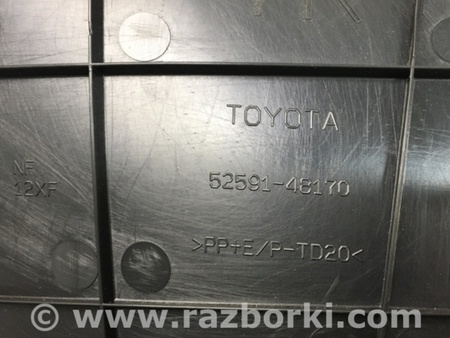 TOYOTA
NF
12XF
52591-48170
>PP+E/P-TD20<
© www.razborki.com